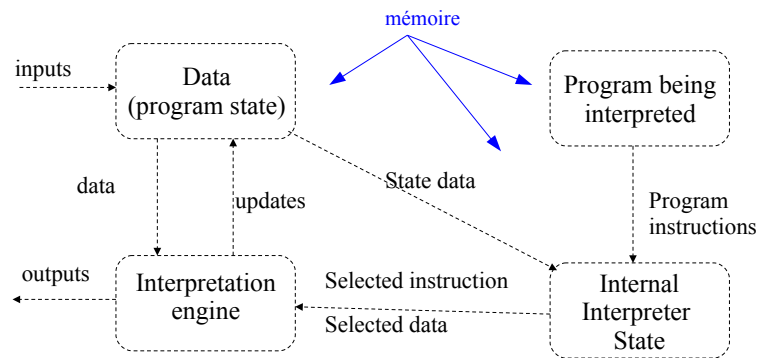 mémoire
inputs
Data
(program state)
Program being
interpreted
data
updates
State data
Program
instructions
outputs
Interpretation
engine
Selected instruction
Selected data
Internal
Interpreter
State